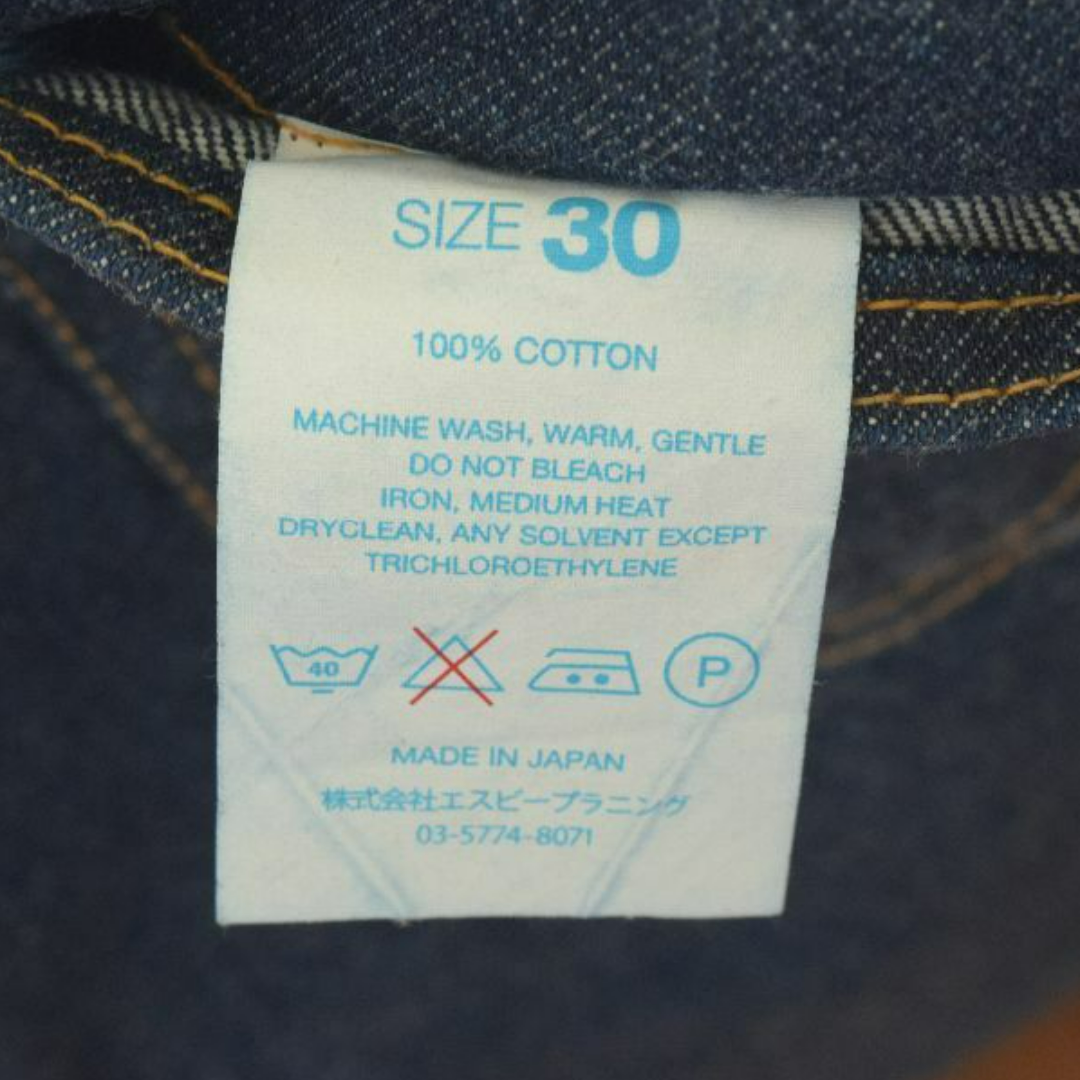 SIZE 30
100% COTTON
MACHINE WASH, WARM, GENTLE
DO NOT BLEACH
IRON, MEDIUM HEAT
DRYCLEAN, ANY SOLVENT EXCEPT
TRICHLOROETHYLENE
40 P
MADE IN JAPAN
株式会社エスピープラニング
03-5774-8071